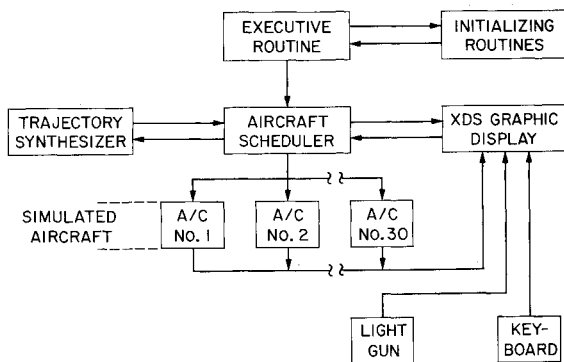 EXECUTIVE
ROUTINE
INITIALIZING
ROUTINES
TRAJECTORY
SYNTHESIZER
AIRCRAFT
SCHEDULER
XDS GRAPHIC
DISPLAY
SIMULATED
AIRCRAFT
A/C
No. 1
A/C
No. 2
A/C
No. 30
LIGHT
GUN
KEY-
BOARD